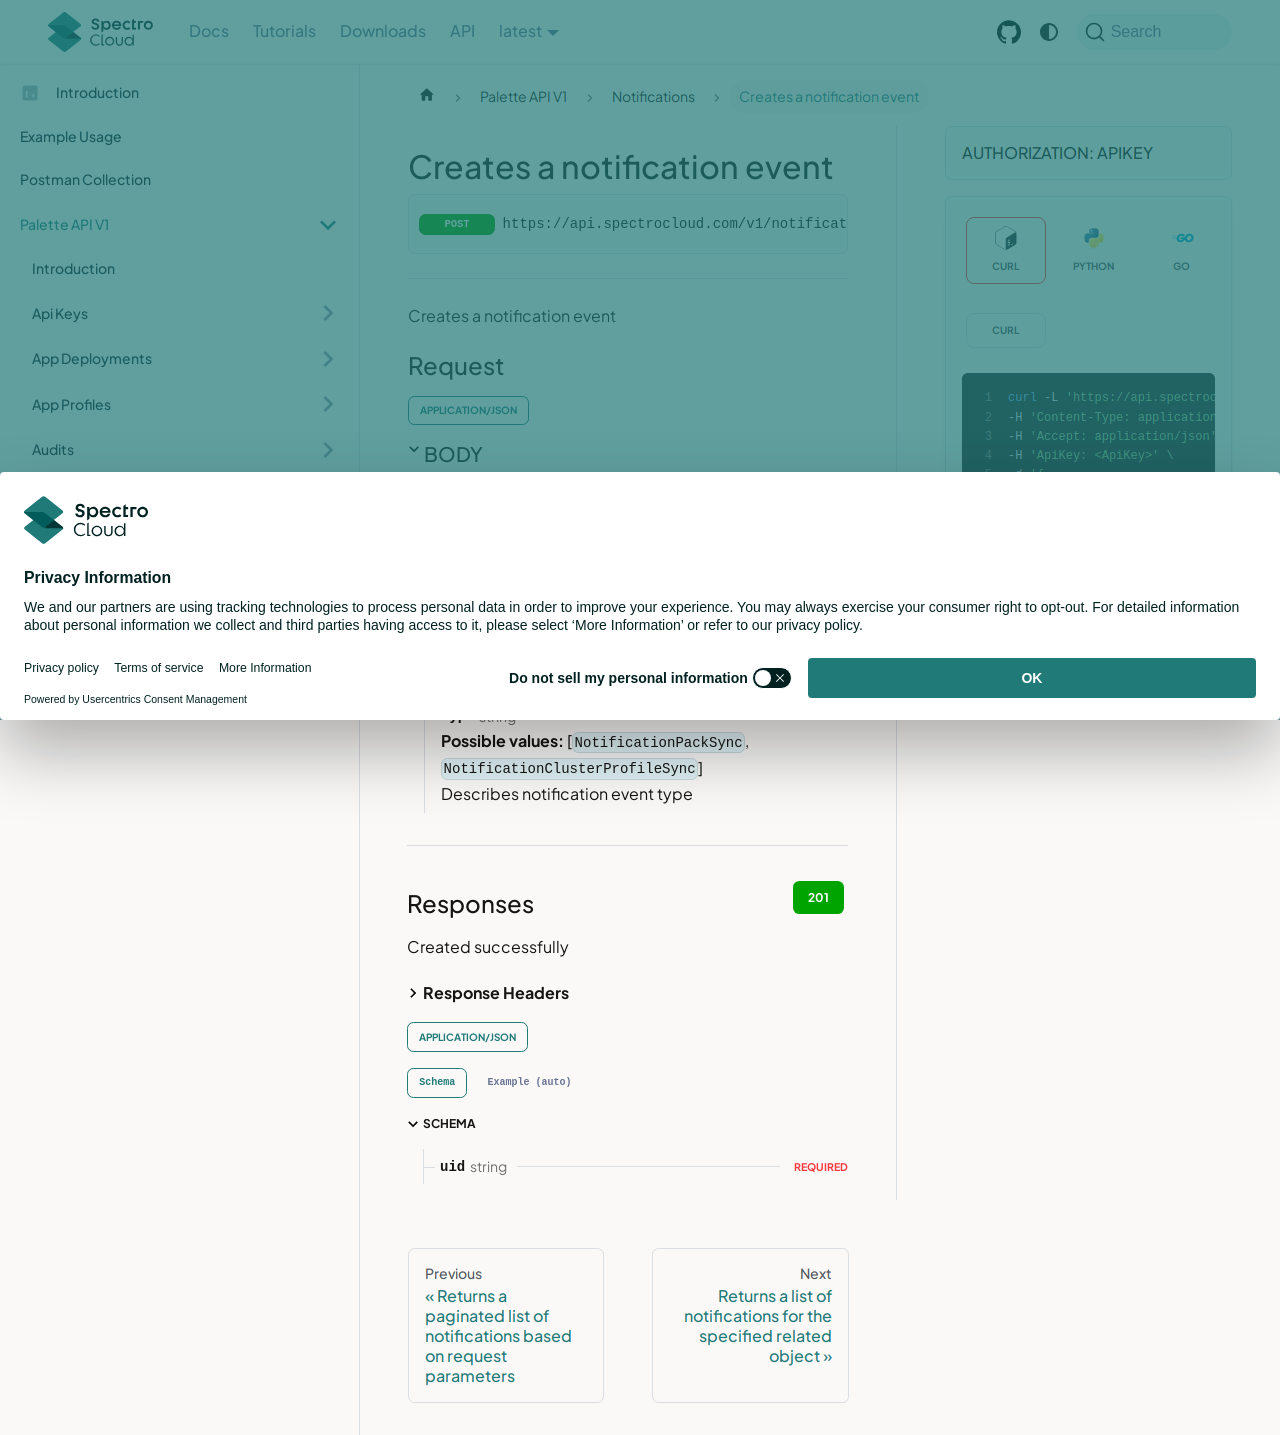 Spectro Cloud
Docs
Tutorials
Downloads
API
latest
Search
Introduction
Example Usage
Postman Collection
Palette API V1
Introduction
Api Keys
App Deployments
App Profiles
Audits
Palette API V1
Notifications
Creates a notification event
Creates a notification event
POST https://api.spectrocloud.com/v1/notificat
Creates a notification event
Request
APPLICATION/JSON
BODY
AUTHORIZATION: APIKEY
CURL
PYTHON
GO
CURL
1 curl -L 'https://api.spectroc
2 -H 'Content-Type: application
3 -H 'Accept: application/json'
4 -H 'ApiKey: <ApiKey>' \
Spectro Cloud
Privacy Information
We and our partners are using tracking technologies to process personal data in order to improve your experience. You may always exercise your consumer right to opt-out. For detailed information
about personal information we collect and third parties having access to it, please select ‘More Information’ or refer to our privacy policy.
Privacy policy
Terms of service
More Information
Do not sell my personal information
OK
Powered by Usercentrics Consent Management
Possible values: [NotificationPackSync,
NotificationClusterProfileSync]
Describes notification event type
Responses
201
Created successfully
Response Headers
APPLICATION/JSON
Schema
Example (auto)
SCHEMA
uid string
REQUIRED
Previous
« Returns a
paginated list of
notifications based
on request
parameters
Next
Returns a list of
notifications for the
specified related
object »